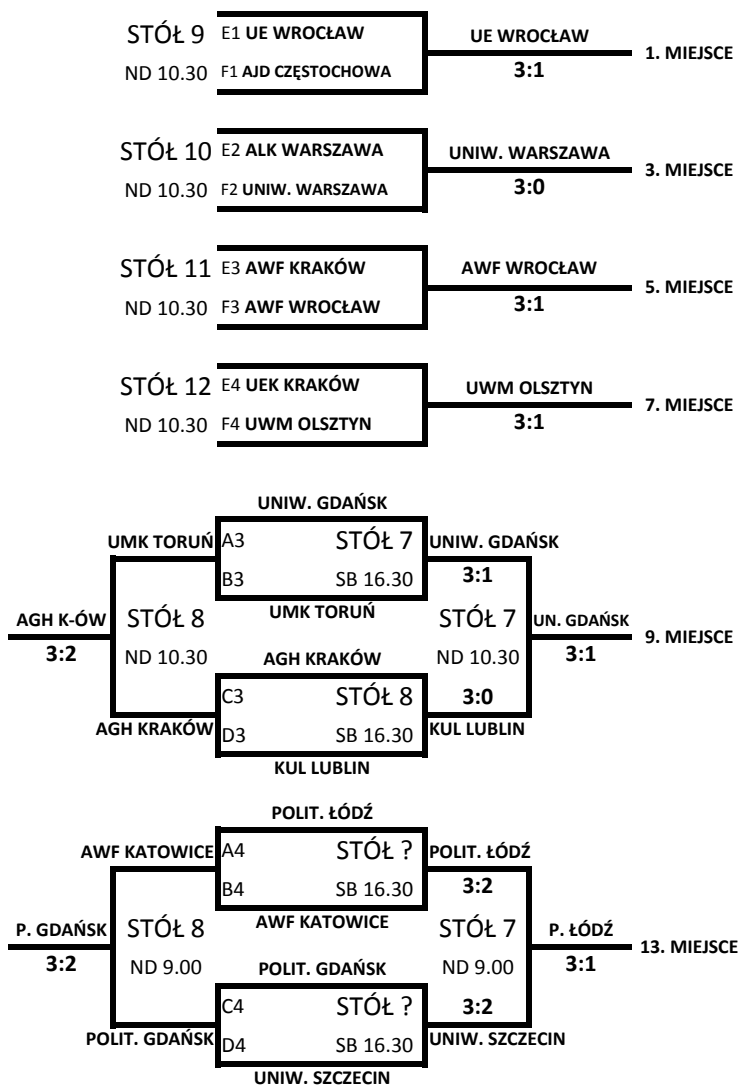 STÓŁ 9 E1 UE WROCŁAW UE WROCŁAW 1. MIEJSCE
ND 10.30 F1 AJD CZĘSTOCHOWA 3:1
STÓŁ 10 E2 ALK WARSZAWA UNIW. WARSZAWA 3. MIEJSCE
ND 10.30 F2 UNIW. WARSZAWA 3:0
STÓŁ 11 E3 AWF KRAKÓW AWF WROCŁAW 5. MIEJSCE
ND 10.30 F3 AWF WROCŁAW 3:1
STÓŁ 12 E4 UEK KRAKÓW UWM OLSZTYN 7. MIEJSCE
ND 10.30 F4 UWM OLSZTYN 3:1
UNIW. GDAŃSK
UMK TORUŃ A3 STÓŁ 7 UNIW. GDAŃSK
B3 SB 16.30 3:1
UMK TORUŃ
AGH K-ÓW STÓŁ 8 STÓŁ 7 UN. GDAŃSK 9. MIEJSCE
3:2 ND 10.30 AGH KRAKÓW ND 10.30 3:1
C3 STÓŁ 8 3:0
AGH KRAKÓW D3 SB 16.30 KUL LUBLIN
KUL LUBLIN
POLIT. ŁÓDŹ
AWF KATOWICE A4 STÓŁ ? POLIT. ŁÓDŹ
B4 SB 16.30 3:2
AWF KATOWICE
P. GDAŃSK STÓŁ 8 STÓŁ 7 P. ŁÓDŹ 13. MIEJSCE
3:2 ND 9.00 POLIT. GDAŃSK ND 9.00 3:1
C4 STÓŁ ? 3:2
POLIT. GDAŃSK D4 SB 16.30 UNIW. SZCZECIN
UNIW. SZCZECIN